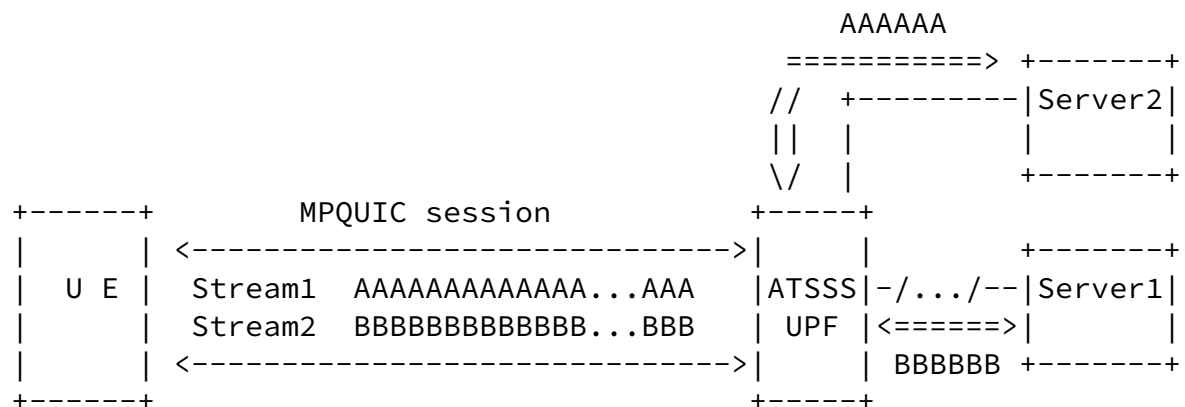 AAAAAA
                                               ===========> +-------+
                                              //  +---------|Server2|
                                              ||  |         |       |
                                              \/  |         +-------+
+------+         MPQUIC session              +-----+
|      | <------------------------------>|     |        +-------+
|  U E |  Stream1  AAAAAAAAAAAAA...AAA   |ATSSS|-/.../--|Server1|
|      |  Stream2  BBBBBBBBBBBBB...BBB   | UPF |<======>|       |
|      | <------------------------------>|     | BBBBBB +-------+
+------+                                 +-----+